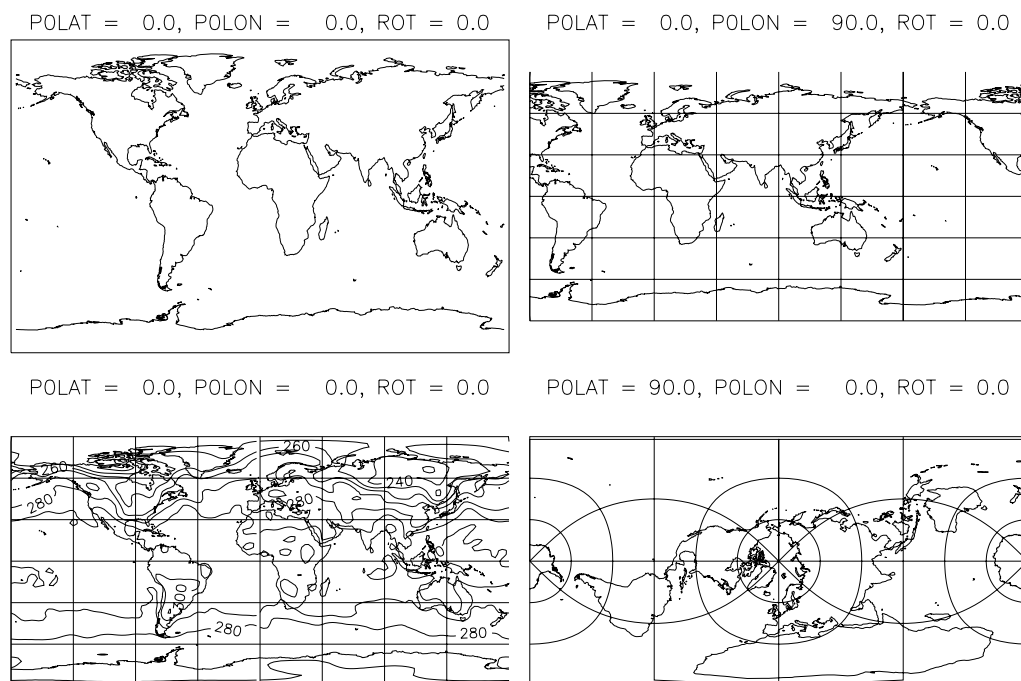 POLAT = 0.0, POLON = 0.0, ROT = 0.0
POLAT = 0.0, POLON = 90.0, ROT = 0.0
POLAT = 0.0, POLON = 0.0, ROT = 0.0
POLAT = 90.0, POLON = 0.0, ROT = 0.0
260
260
240
280
280
280
280